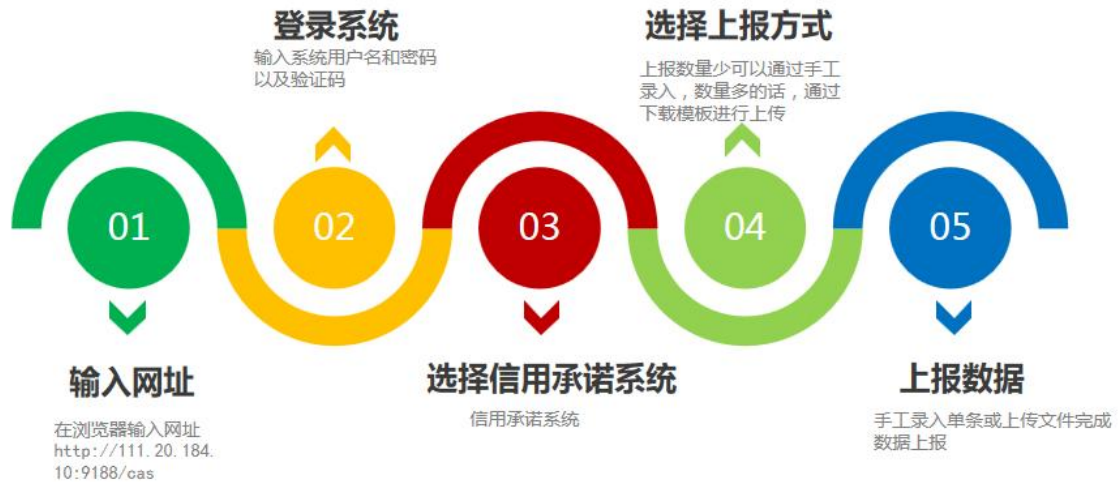 登录系统
输入系统用户名和密码
以及验证码
选择上报方式
上报数量少可以通过手工
录入，数量多的话，通过
下载模板进行上传
01
02
03
04
05
输入网址
在浏览器输入网址
http://111.20.184.
10:9188/cas
选择信用承诺系统
信用承诺系统
上报数据
手工录入单条或上传文件完成
数据上报